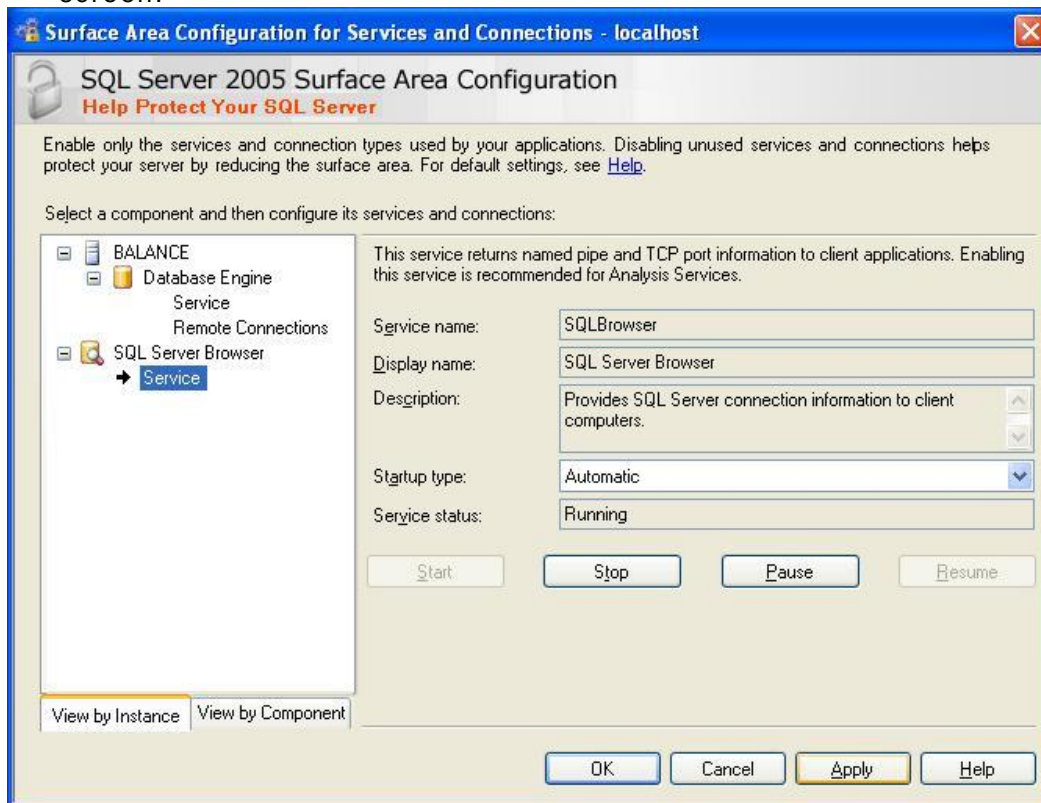 screen.
Surface Area Configuration for Services and Connections - localhost
SQL Server 2005 Surface Area Configuration
Help Protect Your SQL Server
Enable only the services and connection types used by your applications. Disabling unused services and connections helps
protect your server by reducing the surface area. For default settings, see Help.
Select a component and then configure its services and connections:
BALANCE
Database Engine
Service
Remote Connections
SQL Server Browser
Service
View by Instance
View by Component
This service returns named pipe and TCP port information to client applications. Enabling
this service is recommended for Analysis Services.
Service name: SQLBrowser
Display name: SQL Server Browser
Description: Provides SQL Server connection information to client
computers.
Startup type: Automatic
Service status: Running
Start Stop Pause Resume
OK Cancel Apply Help